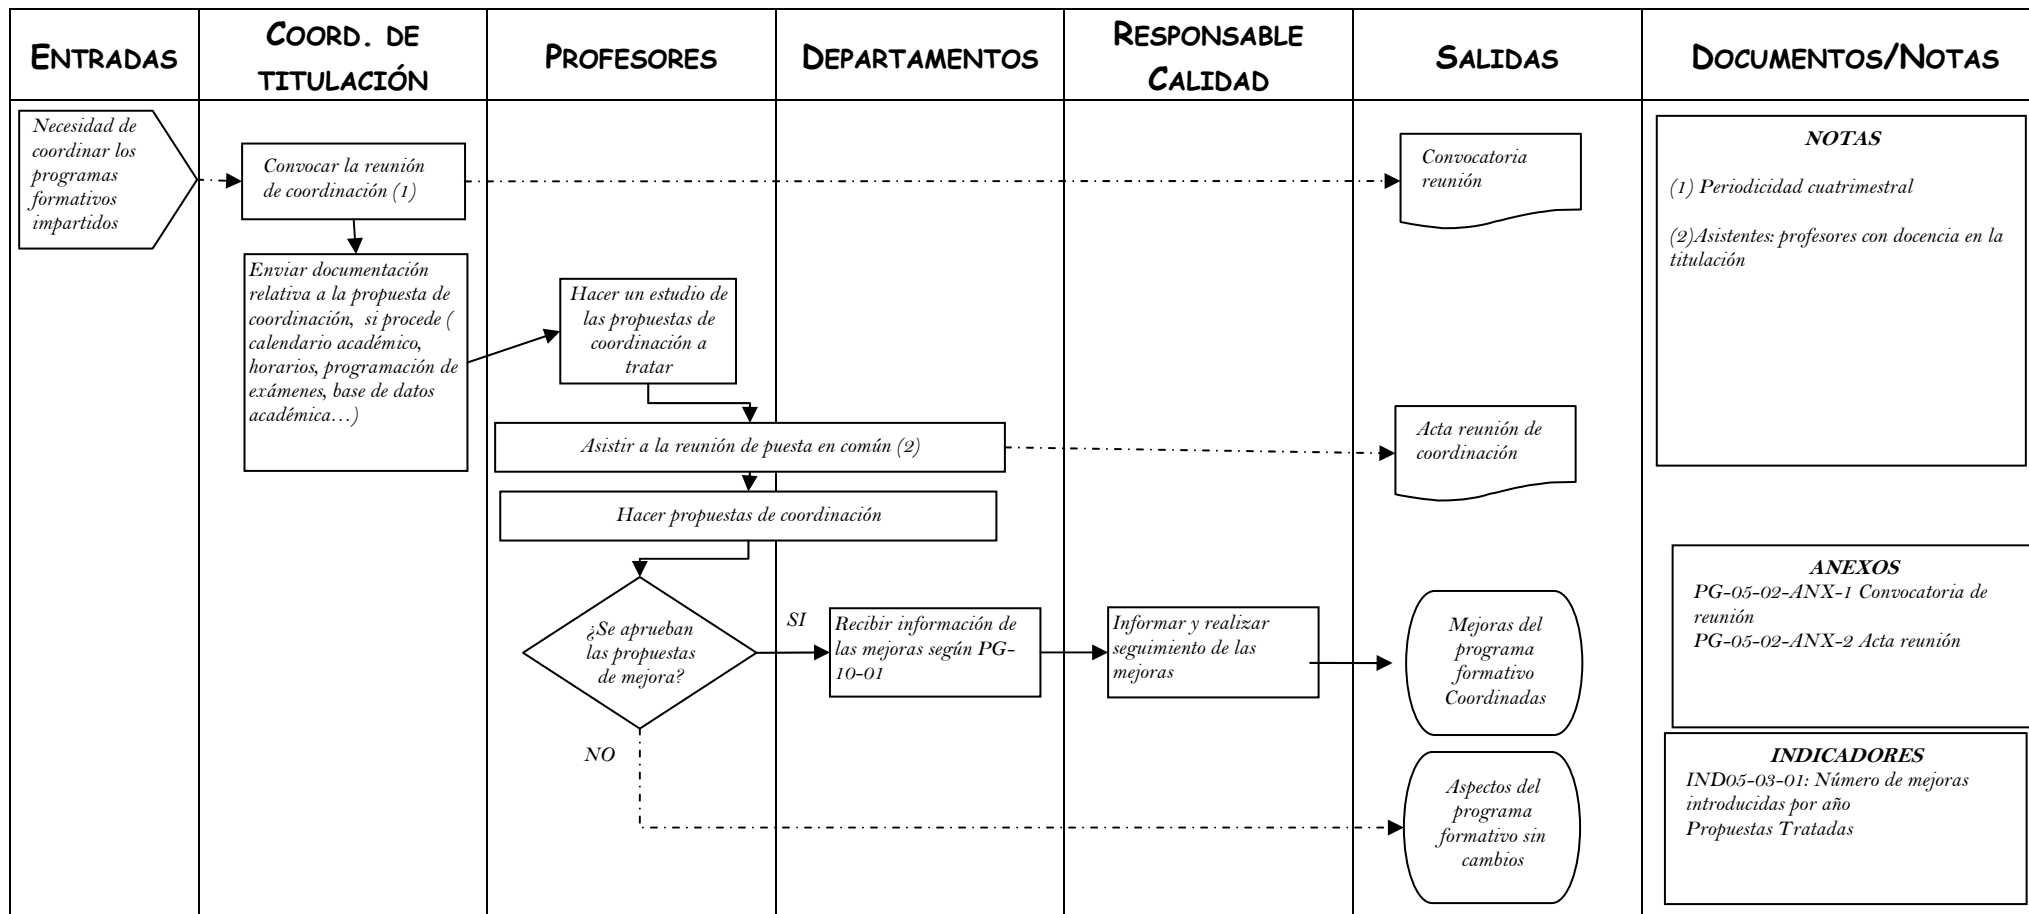 ENTRADAS
COORD. DE
TITULACIÓN
PROFESORES
DEPARTAMENTOS
RESPONSABLE
CALIDAD
SALIDAS
DOCUMENTOS/NOTAS
Necesidad de
coordinar los
programas
formativos
impartidos
Convocar la reunión
de coordinación (1)
Convocatoria
reunión
NOTAS
(1) Periodicidad cuatrimestral
(2)Asistentes: profesores con docencia en la
titulación
Enviar documentación
relativa a la propuesta de
coordinación, si procede (
calendario académico,
horarios, programación de
exámenes, base de datos
académica…)
Hacer un estudio de
las propuestas de
coordinación a
tratar
Asistir a la reunión de puesta en común (2)
Acta reunión de
coordinación
Hacer propuestas de coordinación
¿Se aprueban
las propuestas
de mejora?
SI
Recibir información de
las mejoras según PG-
10-01
Informar y realizar
seguimiento de las
mejoras
Mejoras del
programa
formativo
Coordinadas
ANEXOS
PG-05-02-ANX-1 Convocatoria de
reunión
PG-05-02-ANX-2 Acta reunión
NO
Aspectos del
programa
formativo sin
cambios
INDICADORES
IND05-03-01: Número de mejoras
introducidas por año
Propuestas Tratadas